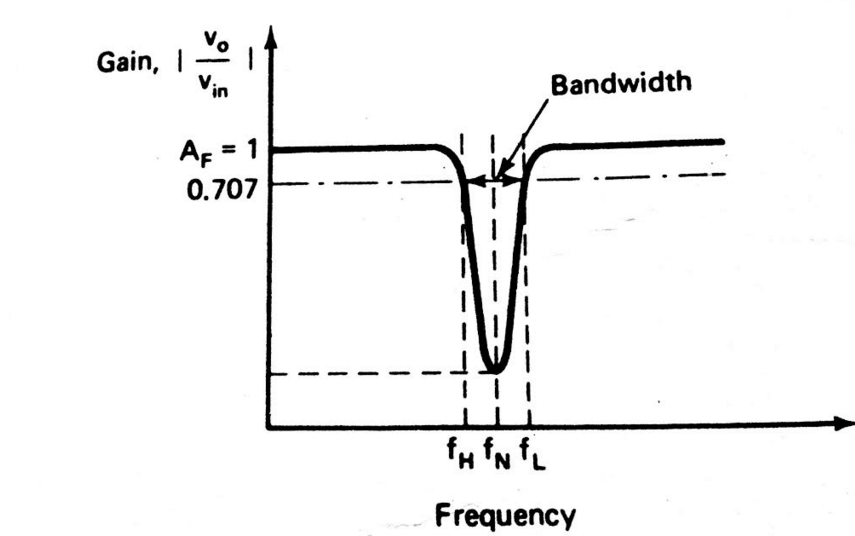 Gain, | v_o / v_in |
Bandwidth
A_F = 1
0.707
f_H f_N f_L
Frequency